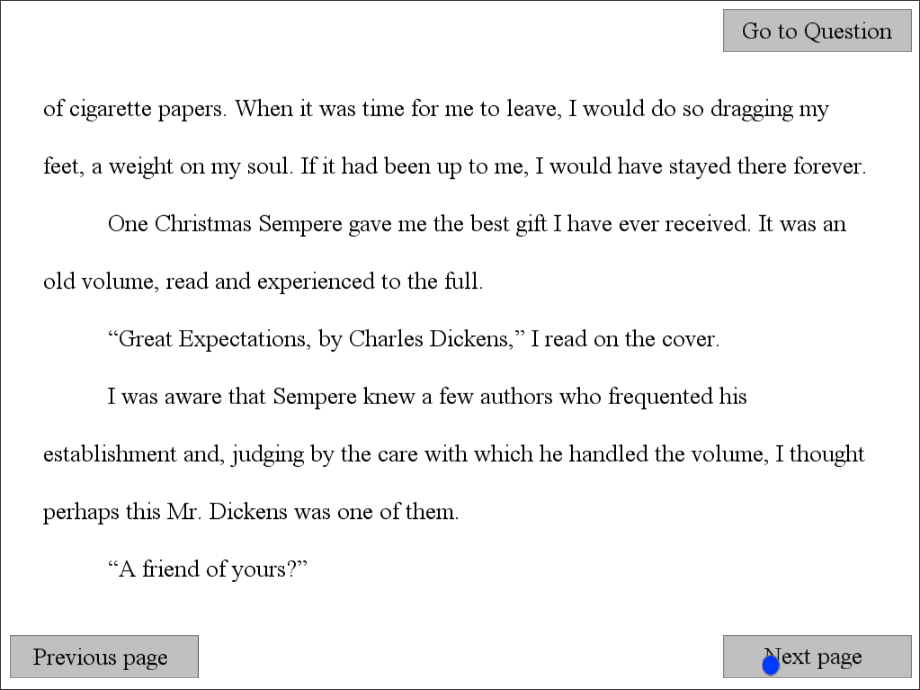 Go to Question
of cigarette papers. When it was time for me to leave, I would do so dragging my
feet, a weight on my soul. If it had been up to me, I would have stayed there forever.
One Christmas Sempere gave me the best gift I have ever received. It was an
old volume, read and experienced to the full.
“Great Expectations, by Charles Dickens,” I read on the cover.
I was aware that Sempere knew a few authors who frequented his
establishment and, judging by the care with which he handled the volume, I thought
perhaps this Mr. Dickens was one of them.
“A friend of yours?”
Previous page
Next page